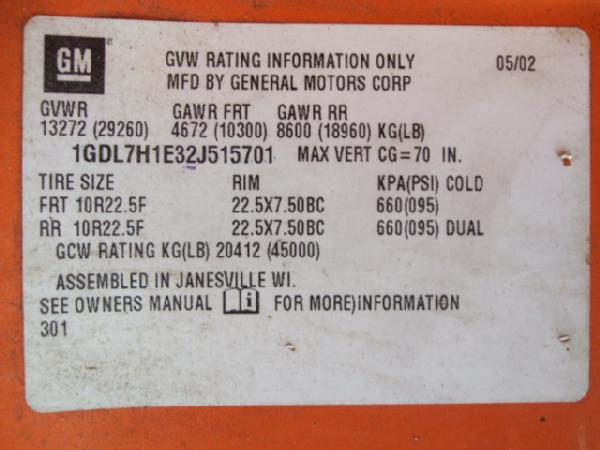 GM
GVW RATING INFORMATION ONLY 05/02
MFD BY GENERAL MOTORS CORP
GVWR GAWR FRT GAWR RR
13272 (29260) 4672 (10300) 8600 (18960) KG(LB)
1GDL7H1E32J515701 MAX VERT CG=70 IN.
TIRE SIZE RIM KPA(PSI) COLD
FRT 10R22.5F 22.5X7.50BC 660(095)
RR 10R22.5F 22.5X7.50BC 660(095) DUAL
GCW RATING KG(LB) 20412 (45000)
ASSEMBLED IN JANESVILLE WI.
SEE OWNERS MANUAL i FOR MORE)INFORMATION
301